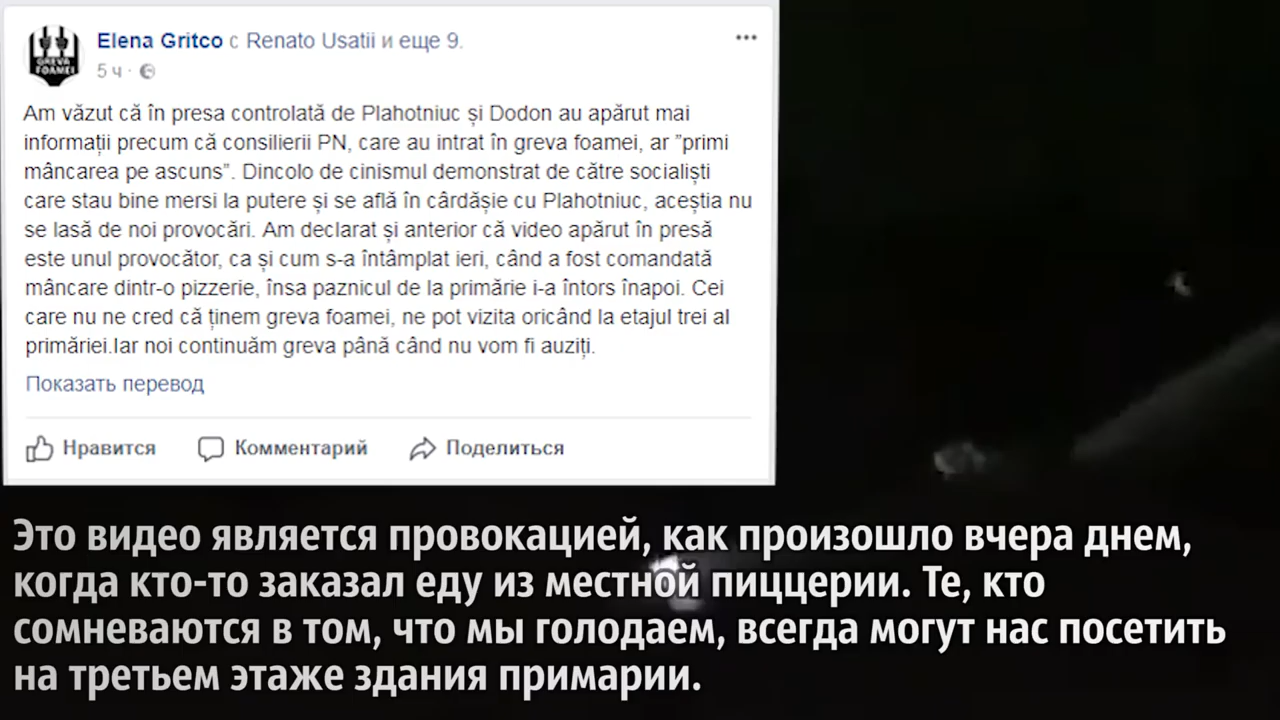 GREVA
FOAMEI
Elena Gritco с Renato Usatii и еще 9.
5 ч ·
Am văzut că în presa controlată de Plahotniuc și Dodon au apărut mai
informații precum că consilierii PN, care au intrat în greva foamei, ar ”primi
mâncarea pe ascuns”. Dincolo de cinismul demonstrat de către socialiști
care stau bine mersi la putere și se află în cârdășie cu Plahotniuc, aceștia nu
se lasă de noi provocări. Am declarat și anterior că video apărut în presă
este unul provocător, ca și cum s-a întâmplat ieri, când a fost comandată
mâncare dintr-o pizzerie, însa paznicul de la primărie i-a întors înapoi. Cei
care nu ne cred că ținem greva foamei, ne pot vizita oricând la etajul trei al
primăriei.Iar noi continuăm greva până când nu vom fi auziți.
Показать перевод
Нравится Комментарий Поделиться
Это видео является провокацией, как произошло вчера днем,
когда кто-то заказал еду из местной пиццерии. Те, кто
сомневаются в том, что мы голодаем, всегда могут нас посетить
на третьем этаже здания примарии.